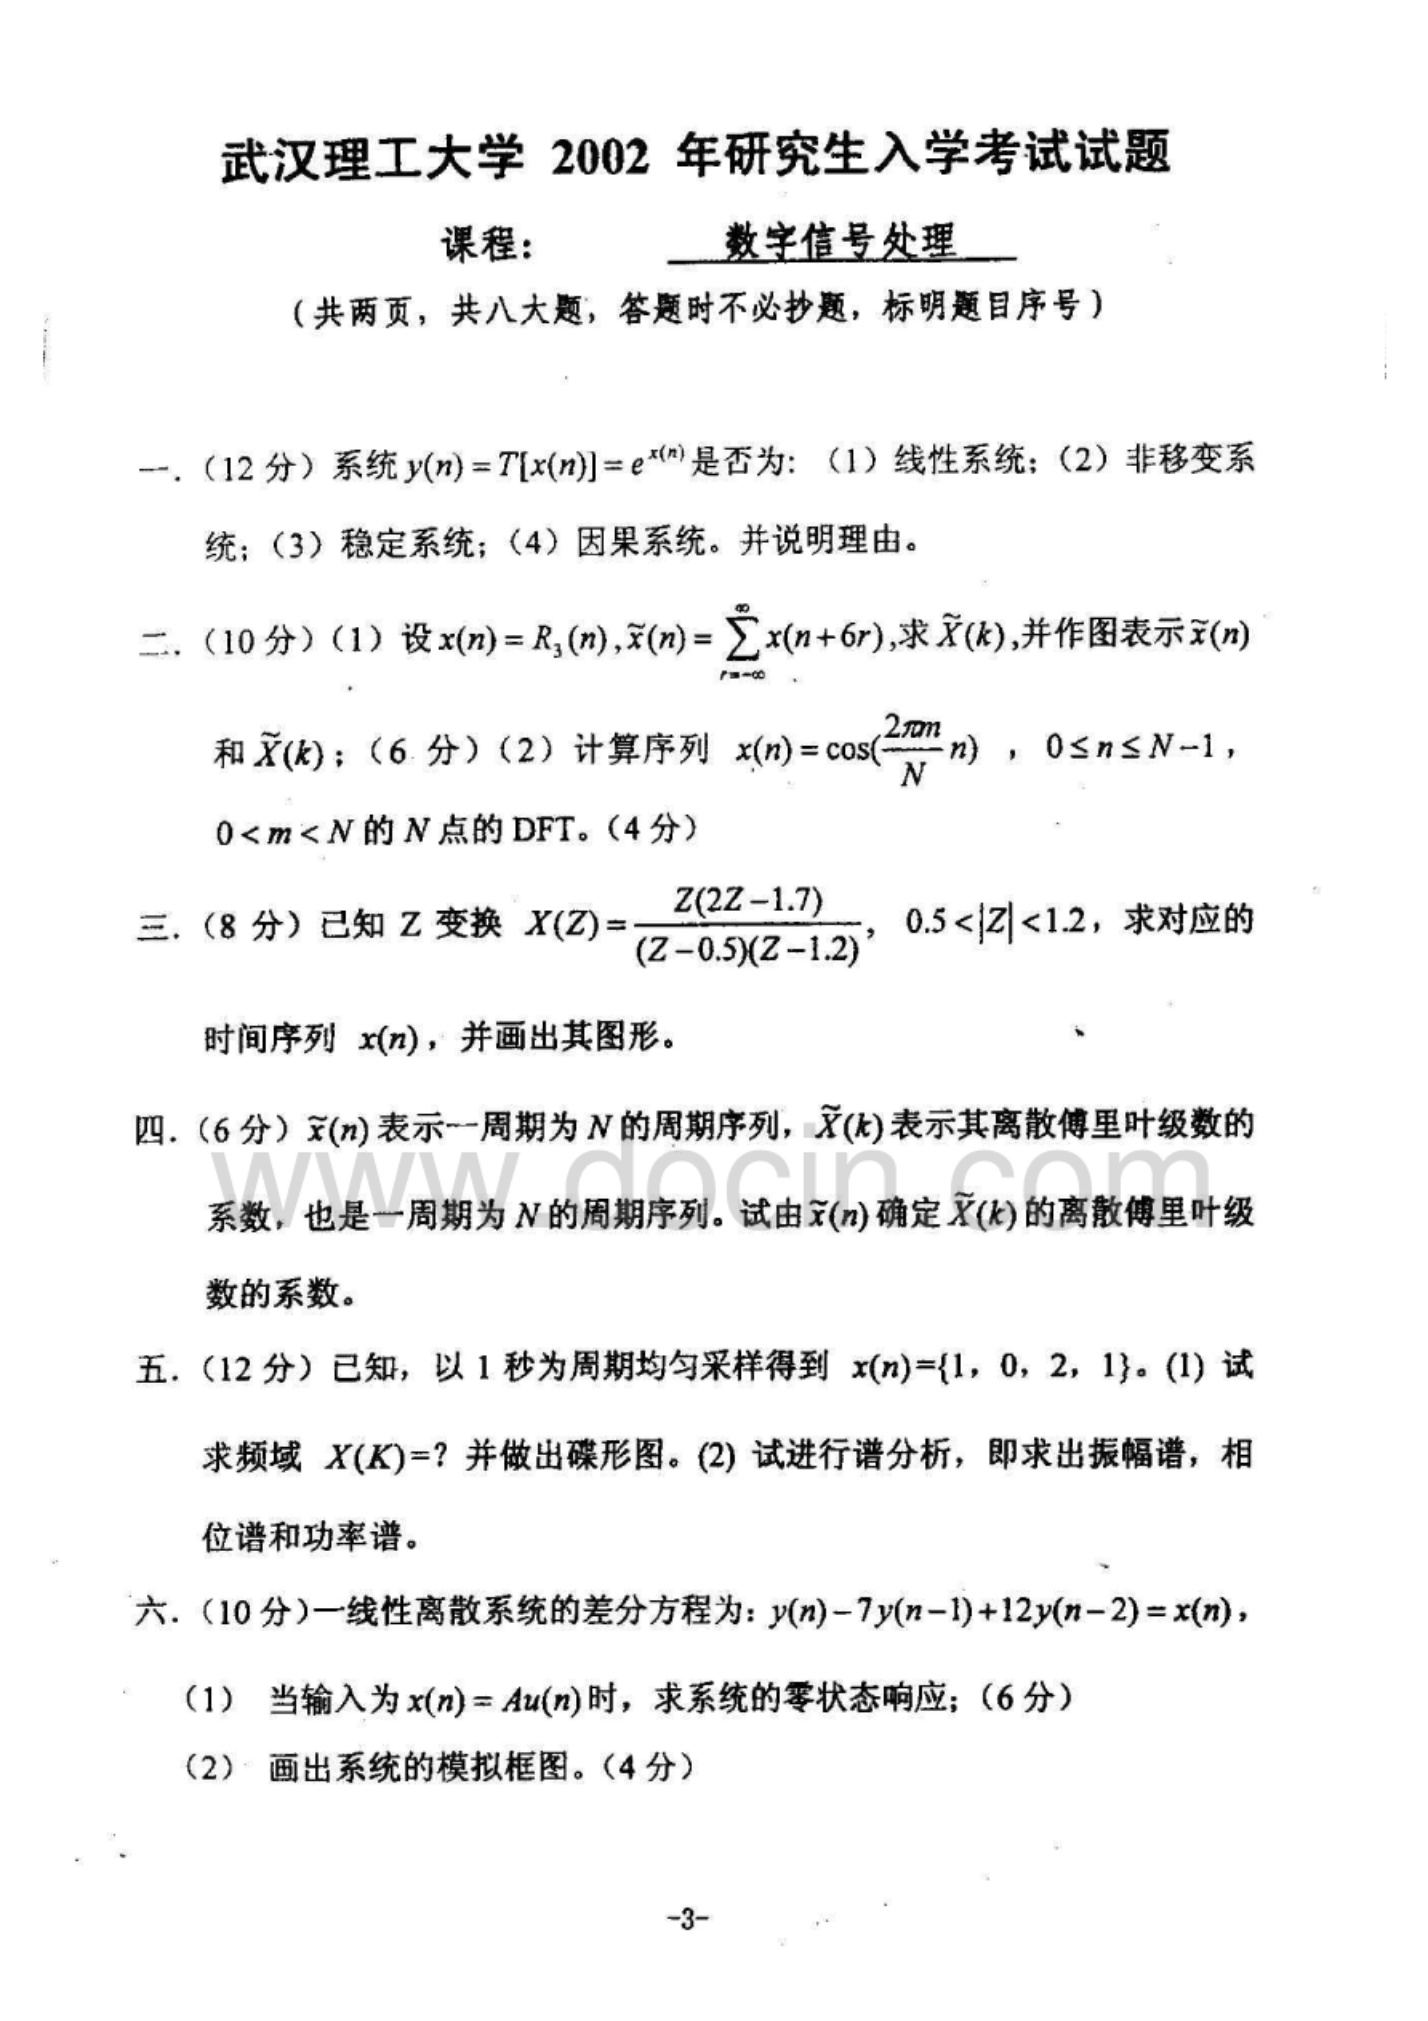 武汉理工大学 2002 年研究生入学考试试题
课程： 数字信号处理
（共两页，共八大题，答题时不必抄题，标明题目序号）
一.（12 分）系统 y(n) = T[x(n)] = e^{x(n)} 是否为：（1）线性系统；（2）非移变系
统；（3）稳定系统；（4）因果系统。并说明理由。
二.（10 分）（1）设 x(n) = R_3(n), x̃(n) = ∑_{r=-∞}^{∞} x(n+6r),求 X̃(k),并作图表示 x̃(n)
和 X̃(k)；（6 分）（2）计算序列 x(n) = cos(\frac{2πm}{N} n) ， 0 ≤ n ≤ N-1，
0 < m < N 的 N 点的 DFT。（4 分）
三.（8 分）已知 Z 变换 X(Z) = \frac{Z(2Z-1.7)}{(Z-0.5)(Z-1.2)}， 0.5 < |Z| < 1.2，求对应的
时间序列 x(n)，并画出其图形。
四.（6 分）x̃(n) 表示一周期为 N 的周期序列，X̃(k) 表示其离散傅里叶级数的
系数，也是一周期为 N 的周期序列。试由 x̃(n) 确定 X̃(k) 的离散傅里叶级
数的系数。
www.docin.com
五.（12 分）已知，以 1 秒为周期均匀采样得到 x(n)={1，0，2，1}。(1) 试
求频域 X(K)=？并做出碟形图。(2) 试进行谱分析，即求出振幅谱，相
位谱和功率谱。
六.（10 分）一线性离散系统的差分方程为：y(n) - 7y(n-1) + 12y(n-2) = x(n)，
（1） 当输入为 x(n) = Au(n) 时，求系统的零状态响应；（6 分）
（2） 画出系统的模拟框图。（4 分）
-3-